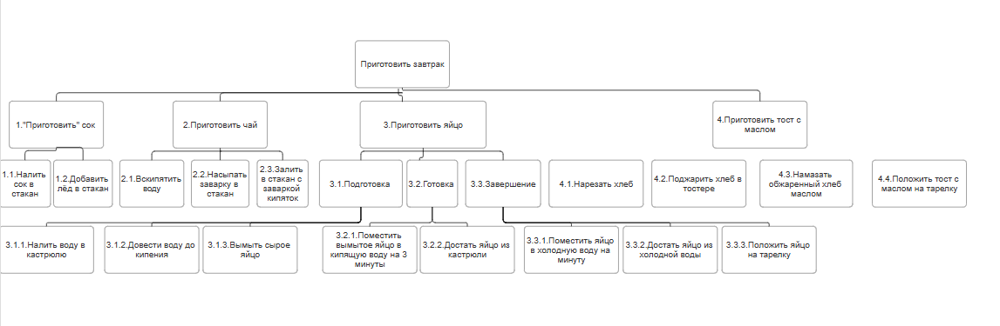 Приготовить завтрак
1."Приготовить" сок
2.Приготовить чай
3.Приготовить яйцо
4.Приготовить тост с
маслом
1.1.Налить
сок в
стакан
1.2.Добавить
лёд в стакан
2.1.Вскипятить
воду
2.2.Насыпать
заварку в
стакан
2.3.Залить
в стакан с
заваркой
кипяток
3.1.Подготовка
3.2.Готовка
3.3.Завершение
4.1.Нарезать хлеб
4.2.Поджарить хлеб в
тостере
4.3.Намазать
обжаренный хлеб
маслом
4.4.Положить тост с
маслом на тарелку
3.1.1.Налить воду в
кастрюлю
3.1.2.Довести воду до
кипения
3.1.3.Вымыть сырое
яйцо
3.2.1.Поместить
вымытое яйцо в
кипящую воду на 3
минуты
3.2.2.Достать яйцо из
кастрюли
3.3.1.Поместить яйцо
в холодную воду на
минуту
3.3.2.Достать яйцо из
холодной воды
3.3.3.Положить яйцо
на тарелку